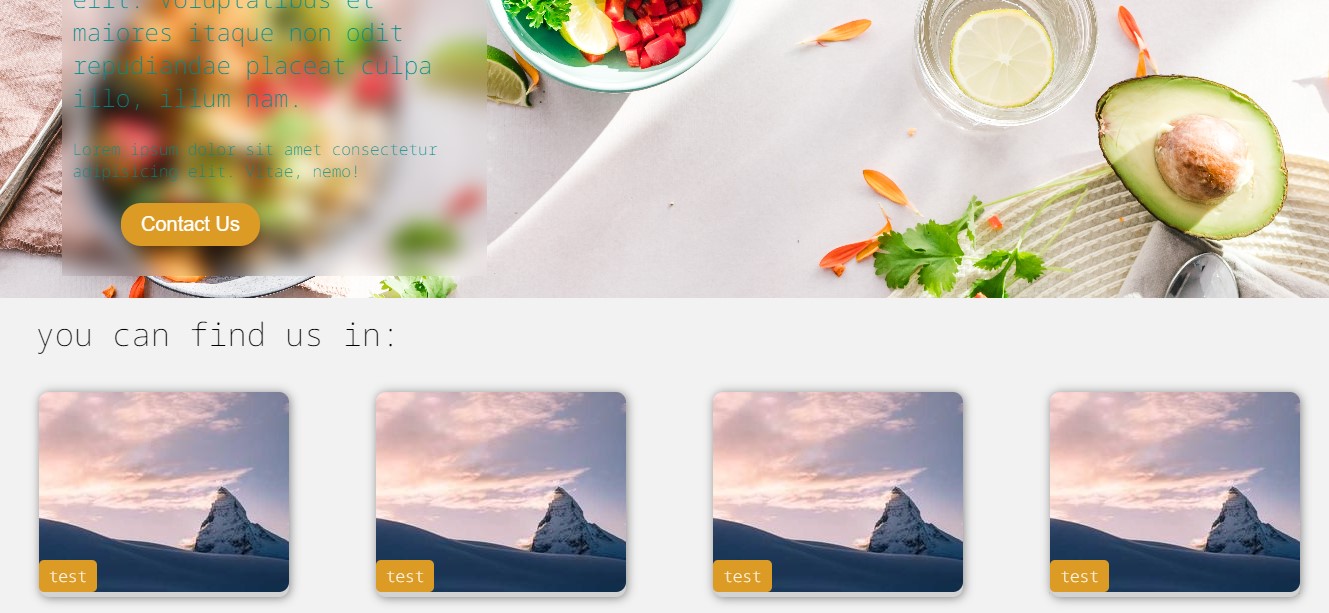 elit. Voluptatibus et
maiores itaque non odit
repudiandae placeat culpa
illo, illum nam.
Lorem ipsum dolor sit amet consectetur
adipisicing elit. Vitae, nemo!
Contact Us
you can find us in:
test
test
test
test